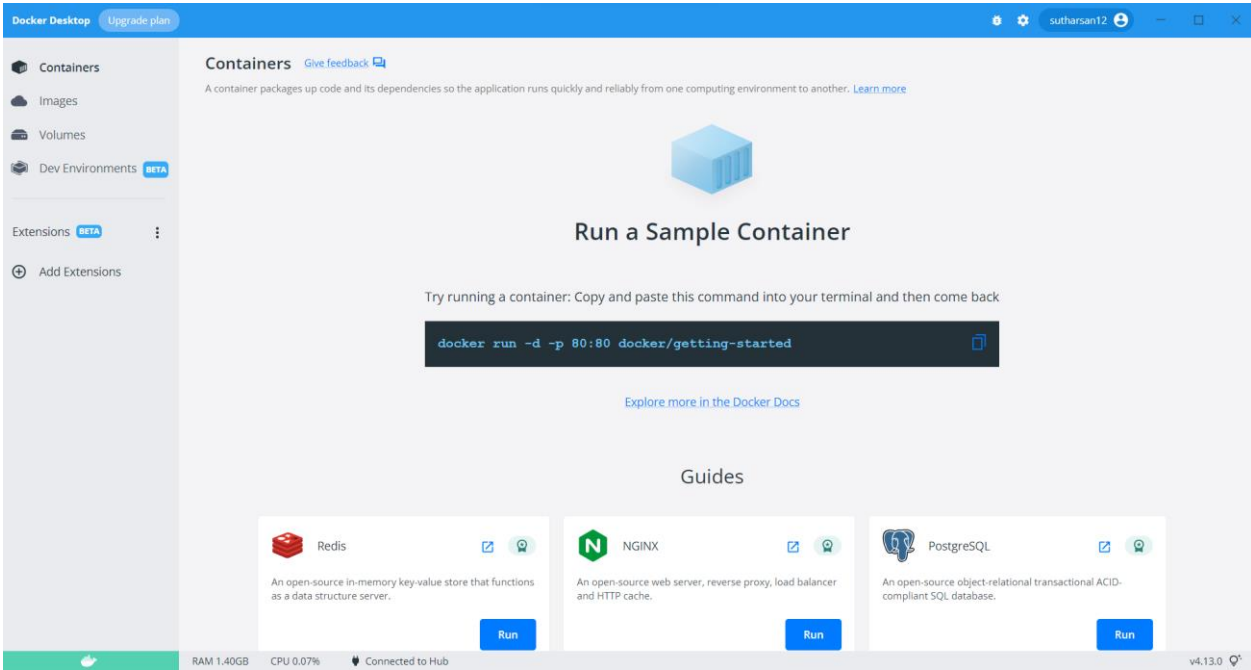 Docker Desktop Upgrade plan sutharsan12
Containers
Images
Volumes
Dev Environments BETA
Extensions BETA
Add Extensions
Containers Give feedback
A container packages up code and its dependencies so the application runs quickly and reliably from one computing environment to another. Learn more
Run a Sample Container
Try running a container: Copy and paste this command into your terminal and then come back
docker run -d -p 80:80 docker/getting-started
Explore more in the Docker Docs
Guides
Redis
An open-source in-memory key-value store that functions
as a data structure server.
Run
NGINX
An open-source web server, reverse proxy, load balancer
and HTTP cache.
Run
PostgreSQL
An open-source object-relational transactional ACID-
compliant SQL database.
Run
RAM 1.40GB CPU 0.07% Connected to Hub v4.13.0